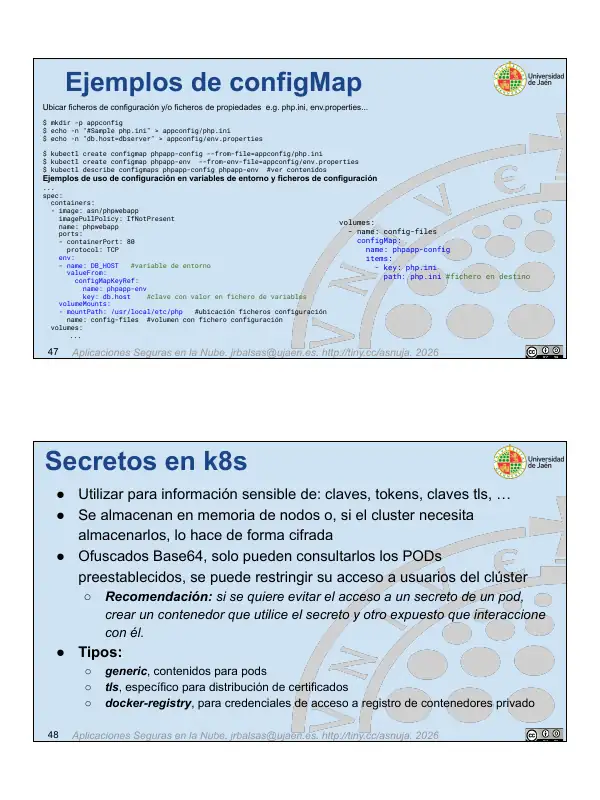 Ejemplos de configMap
Universidad
de Jaén
Ubicar ficheros de configuración y/o ficheros de propiedades e.g. php.ini, env.properties...
$ mkdir -p appconfig
$ echo -n "#Sample php.ini" > appconfig/php.ini
$ echo -n "db.host=dbserver" > appconfig/env.properties
$ kubectl create configmap phpapp-config --from-file=appconfig/php.ini
$ kubectl create configmap phpapp-env --from-env-file=appconfig/env.properties
$ kubectl describe configmaps phpapp-config phpapp-env #ver contenidos
Ejemplos de uso de configuración en variables de entorno y ficheros de configuración
...
spec:
containers:
- image: asn/phpwebapp
imagePullPolicy: IfNotPresent
name: phpwebapp
ports:
- containerPort: 80
protocol: TCP
env:
- name: DB_HOST #variable de entorno
valueFrom:
configMapKeyRef:
name: phpapp-env
key: db.host #clave con valor en fichero de variables
volumeMounts:
- mountPath: /usr/local/etc/php #ubicación ficheros configuración
name: config-files #volumen con fichero configuración
volumes:
...
volumes:
- name: config-files
configMap:
name: phpapp-config
items:
- key: php.ini
path: php.ini #fichero en destino
47 Aplicaciones Seguras en la Nube. jrbalsas@ujaen.es. http://tiny.cc/asnuja. 2026
Secretos en k8s
Universidad
de Jaén
● Utilizar para información sensible de: claves, tokens, claves tls, …
● Se almacenan en memoria de nodos o, si el cluster necesita
almacenarlos, lo hace de forma cifrada
● Ofuscados Base64, solo pueden consultarlos los PODs
preestablecidos, se puede restringir su acceso a usuarios del clúster
○ Recomendación: si se quiere evitar el acceso a un secreto de un pod,
crear un contenedor que utilice el secreto y otro expuesto que interaccione
con él.
● Tipos:
○ generic, contenidos para pods
○ tls, específico para distribución de certificados
○ docker-registry, para credenciales de acceso a registro de contenedores privado
48 Aplicaciones Seguras en la Nube. jrbalsas@ujaen.es. http://tiny.cc/asnuja. 2026